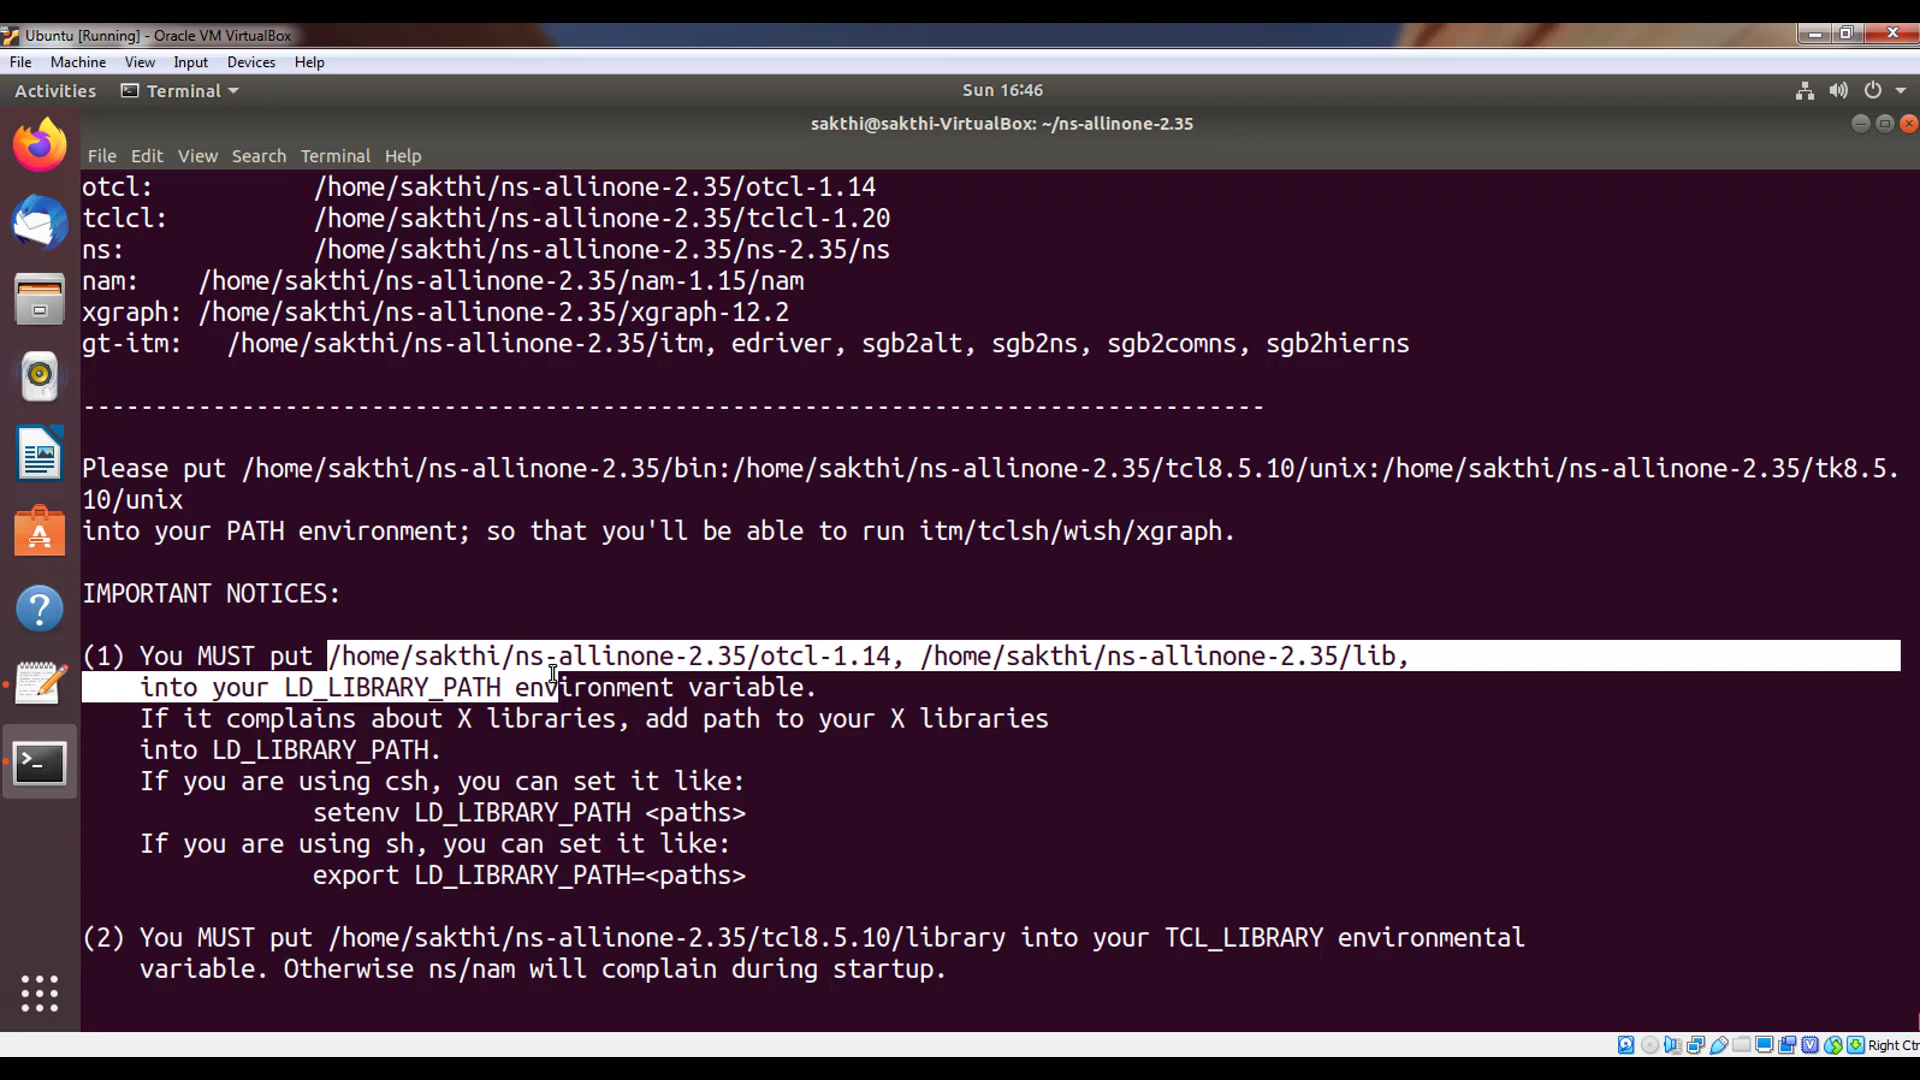 Ubuntu [Running] - Oracle VM VirtualBox
File Machine View Input Devices Help
Activities Terminal Sun 16:46
sakthi@sakthi-VirtualBox: ~/ns-allinone-2.35
File Edit View Search Terminal Help
otcl: /home/sakthi/ns-allinone-2.35/otcl-1.14
tclcl: /home/sakthi/ns-allinone-2.35/tclcl-1.20
ns: /home/sakthi/ns-allinone-2.35/ns-2.35/ns
nam: /home/sakthi/ns-allinone-2.35/nam-1.15/nam
xgraph: /home/sakthi/ns-allinone-2.35/xgraph-12.2
gt-itm: /home/sakthi/ns-allinone-2.35/itm, edriver, sgb2alt, sgb2ns, sgb2comns, sgb2hierns
----------------------------------------------------------------------------------
Please put /home/sakthi/ns-allinone-2.35/bin:/home/sakthi/ns-allinone-2.35/tcl8.5.10/unix:/home/sakthi/ns-allinone-2.35/tk8.5.
10/unix
into your PATH environment; so that you'll be able to run itm/tclsh/wish/xgraph.
IMPORTANT NOTICES:
(1) You MUST put /home/sakthi/ns-allinone-2.35/otcl-1.14, /home/sakthi/ns-allinone-2.35/lib,
into your LD_LIBRARY_PATH environment variable.
If it complains about X libraries, add path to your X libraries
into LD_LIBRARY_PATH.
If you are using csh, you can set it like:
setenv LD_LIBRARY_PATH <paths>
If you are using sh, you can set it like:
export LD_LIBRARY_PATH=<paths>
(2) You MUST put /home/sakthi/ns-allinone-2.35/tcl8.5.10/library into your TCL_LIBRARY environmental
variable. Otherwise ns/nam will complain during startup.
Right Ctr